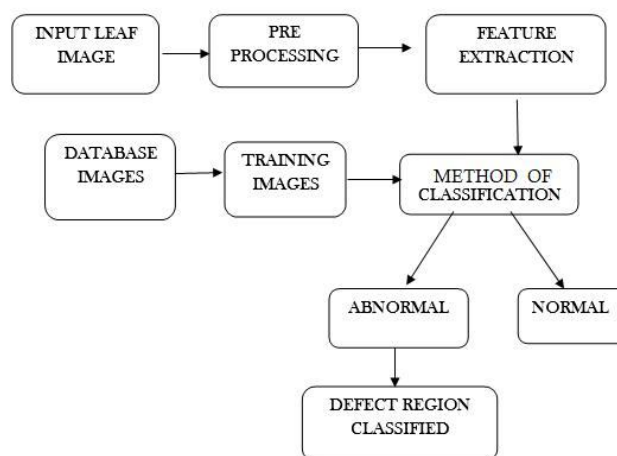 INPUT LEAF
IMAGE
PRE
PROCESSING
FEATURE
EXTRACTION
DATABASE
IMAGES
TRAINING
IMAGES
METHOD OF
CLASSIFICATION
ABNORMAL
NORMAL
DEFECT REGION
CLASSIFIED